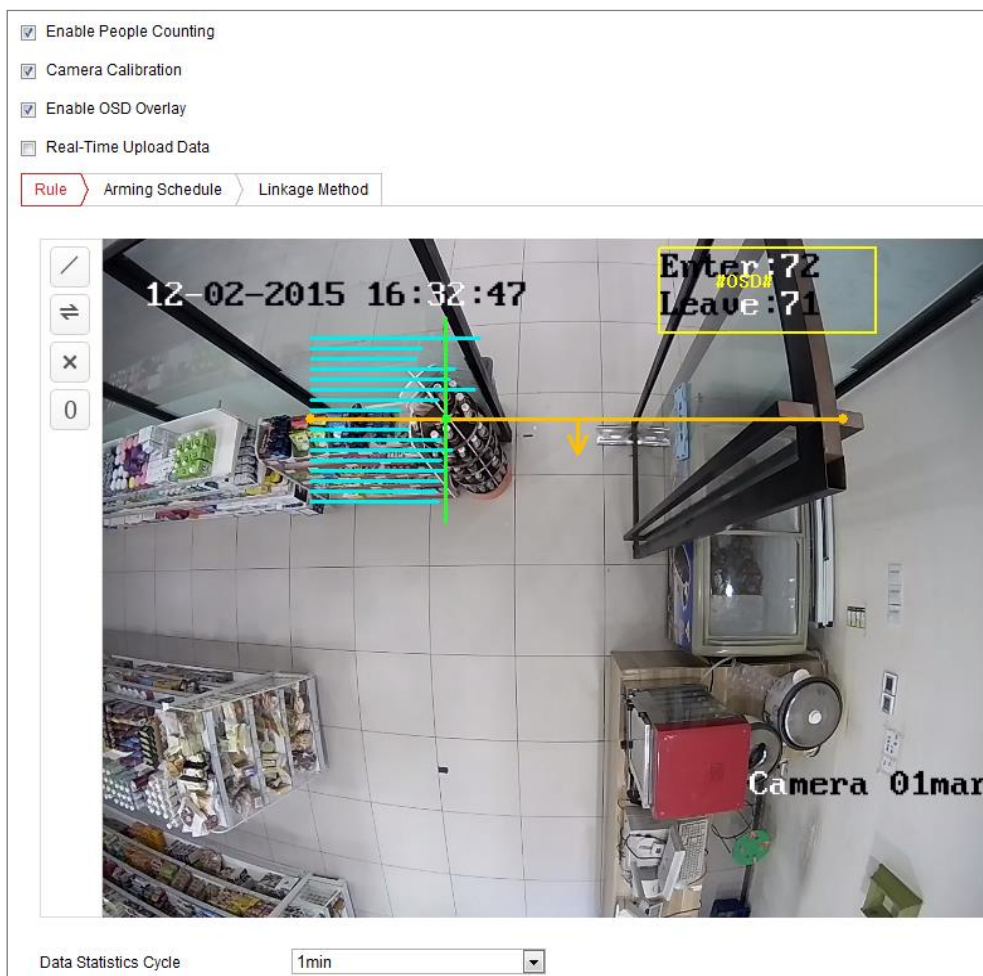 Enable People Counting
Camera Calibration
Enable OSD Overlay
Real-Time Upload Data
Rule Arming Schedule Linkage Method
12-02-2015 16:32:47
Enter:72
#OSD#
Leave:71
0
Camera 01mar
Data Statistics Cycle 1min